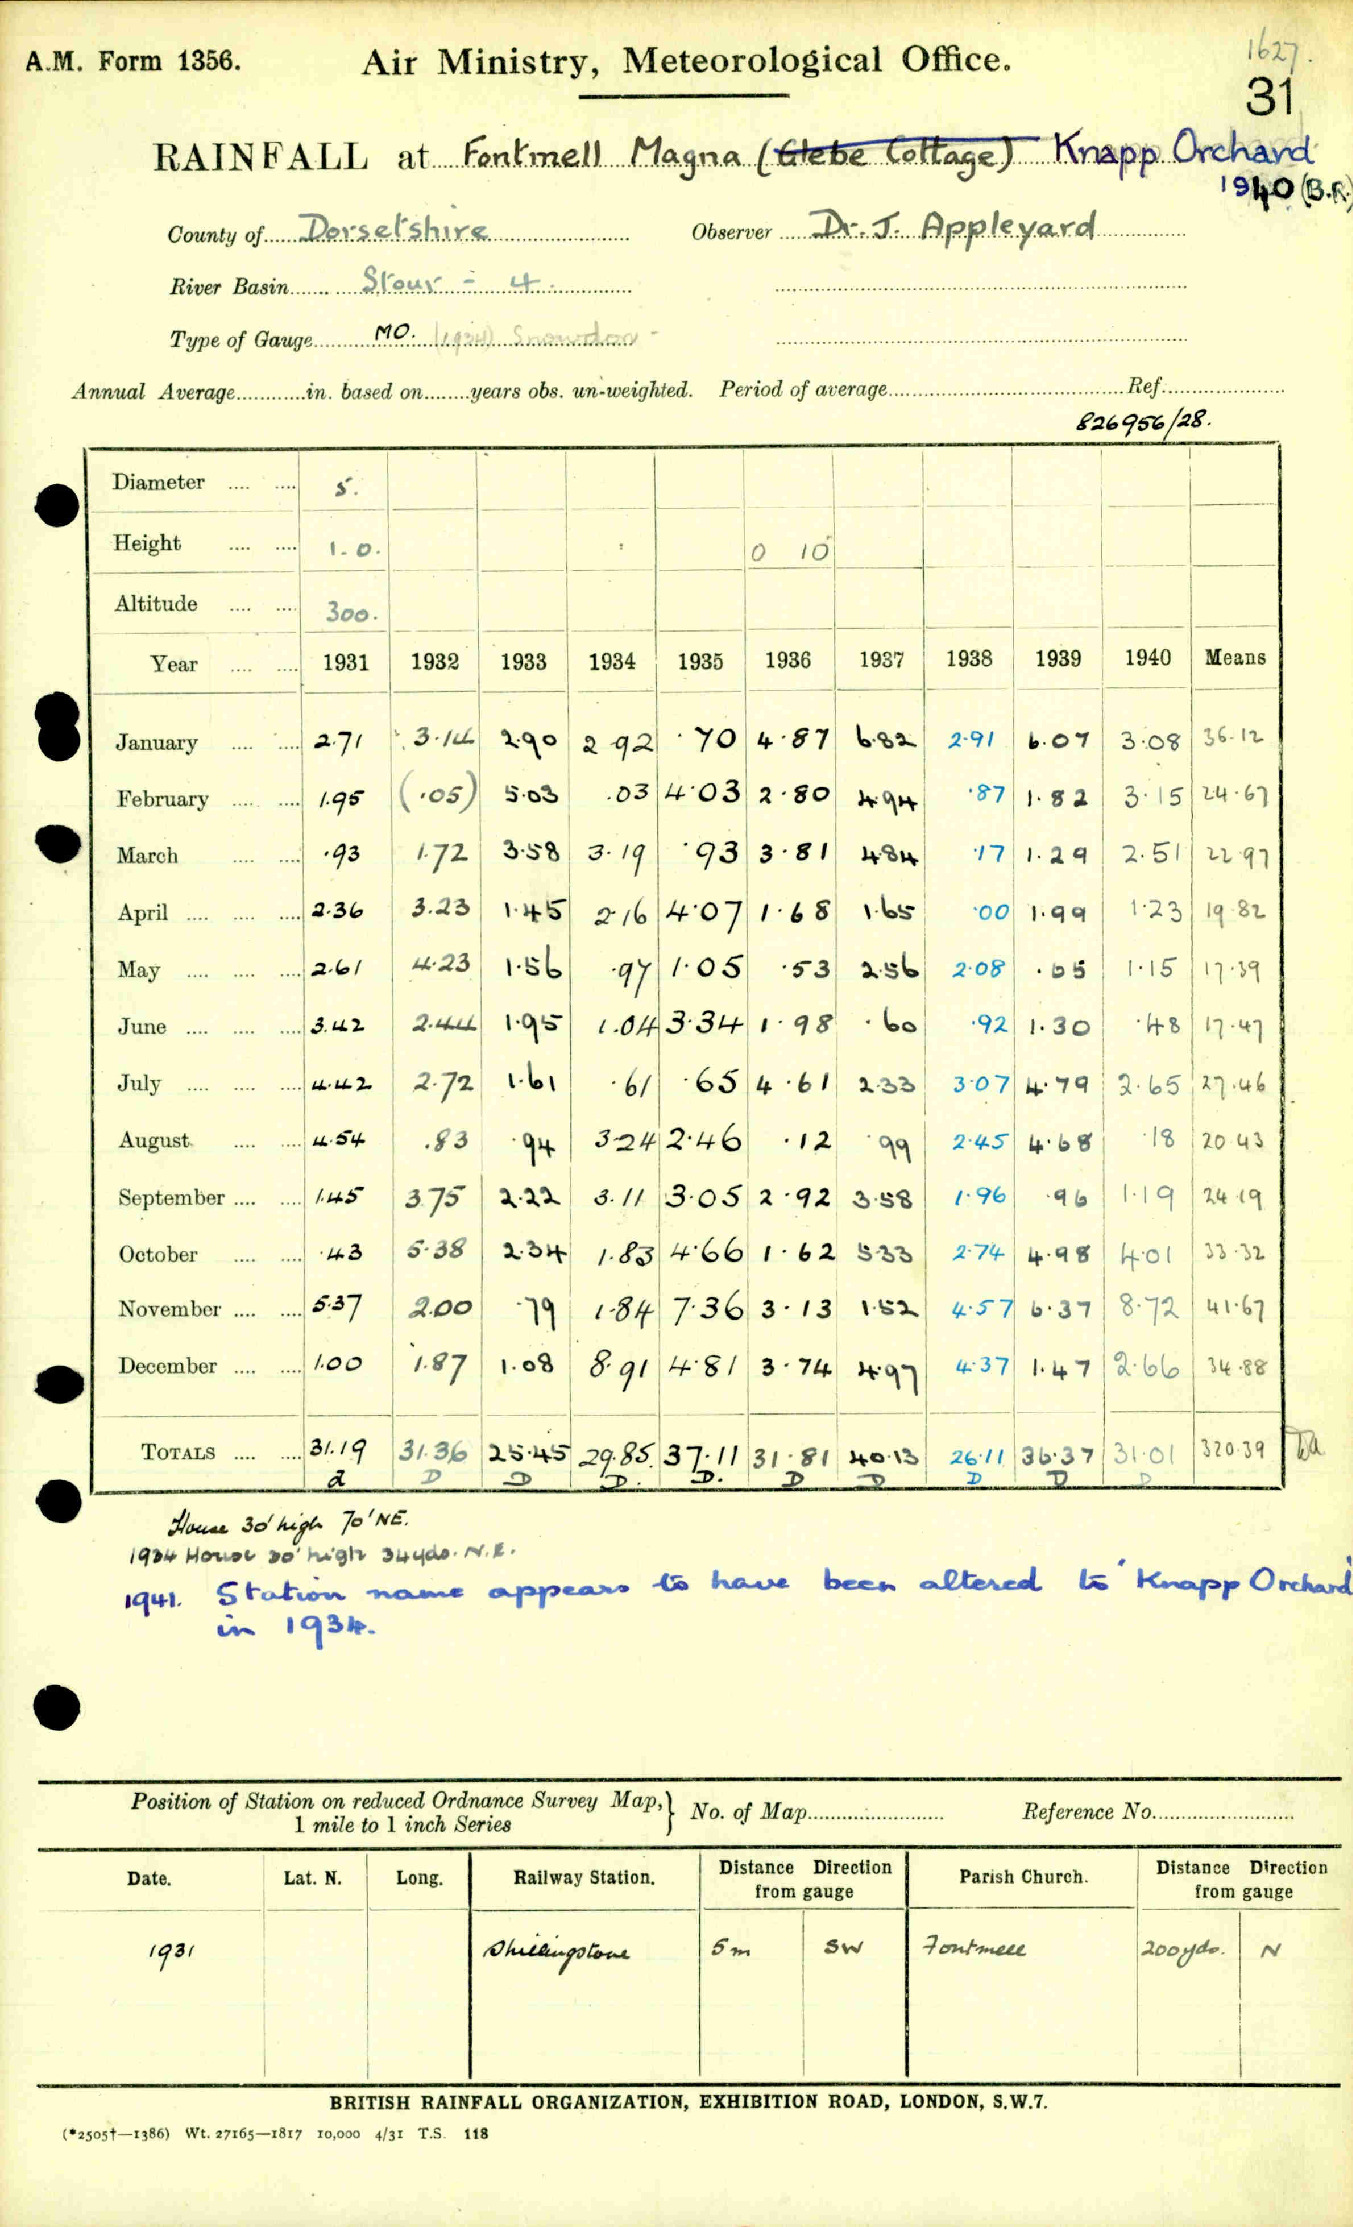 1627.
A.M. Form 1356. Air Ministry, Meteorological Office.
31
RAINFALL at Fontmell Magna (Glebe Cottage) Knapp Orchard
1940 (B.R.)
County of Dorsetshire Observer Dr. J. Appleyard
River Basin Stour - 4.
Type of Gauge MO. (1934) Snowdon -
Annual Average in. based on years obs. un-weighted. Period of average Ref.
826956/28.
Diameter 5.
Height 1.0. 0 10
Altitude 300.
Year 1931 1932 1933 1934 1935 1936 1937 1938 1939 1940 Means
January 2.71 3.14 2.90 2.92 .70 4.87 6.82 2.91 6.07 3.08 36.12
February 1.95 (.05) 5.03 .03 4.03 2.80 4.94 .87 1.82 3.15 24.67
March .93 1.72 3.58 3.19 .93 3.81 4.84 .17 1.29 2.51 22.97
April 2.36 3.23 1.45 2.16 4.07 1.68 1.65 .00 1.99 1.23 19.82
May 2.61 4.23 1.56 .97 1.05 .53 2.56 2.08 .65 1.15 17.39
June 3.42 2.44 1.95 1.04 3.34 1.98 .60 .92 1.30 .48 17.47
July 4.42 2.72 1.61 .61 .65 4.61 2.33 3.07 4.79 2.65 27.46
August 4.54 .83 .94 3.24 2.46 .12 .99 2.45 4.68 .18 20.43
September 1.45 3.75 2.22 3.11 3.05 2.92 3.58 1.96 .96 1.19 24.19
October .43 5.38 2.34 1.83 4.66 1.62 5.33 2.74 4.98 4.01 33.32
November 5.37 2.00 .79 1.84 7.36 3.13 1.52 4.57 6.37 8.72 41.67
December 1.00 1.87 1.08 8.91 4.81 3.74 4.97 4.37 1.47 2.66 34.88
TOTALS 31.19 31.36 25.45 29.85 37.11 31.81 40.13 26.11 36.37 31.01 320.39
D D D. D. D D D D D
House 30' high 70' NE.
1934 House 30' high 34 yds. N.E.
1941. Station name appears to have been altered to "Knapp Orchard"
in 1934.
Position of Station on reduced Ordnance Survey Map, } No. of Map Reference No.
1 mile to 1 inch Series
Date. Lat. N. Long. Railway Station. Distance Direction from gauge Parish Church. Distance Direction from gauge
1931 Shillingstone 5 m SW Fontmell 200 yds. N
BRITISH RAINFALL ORGANIZATION, EXHIBITION ROAD, LONDON, S.W.7.
(*2505†—1386) Wt. 27165—1817 10,000 4/31 T.S. 118